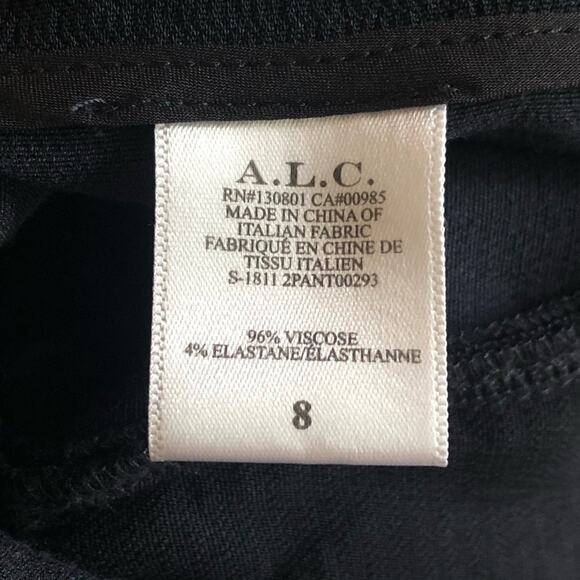 A.L.C.
RN#130801 CA#00985
MADE IN CHINA OF
ITALIAN FABRIC
FABRIQUÉ EN CHINE DE
TISSU ITALIEN
S-1811 2PANT00293
96% VISCOSE
4% ELASTANE/ÉLASTHANNE
8